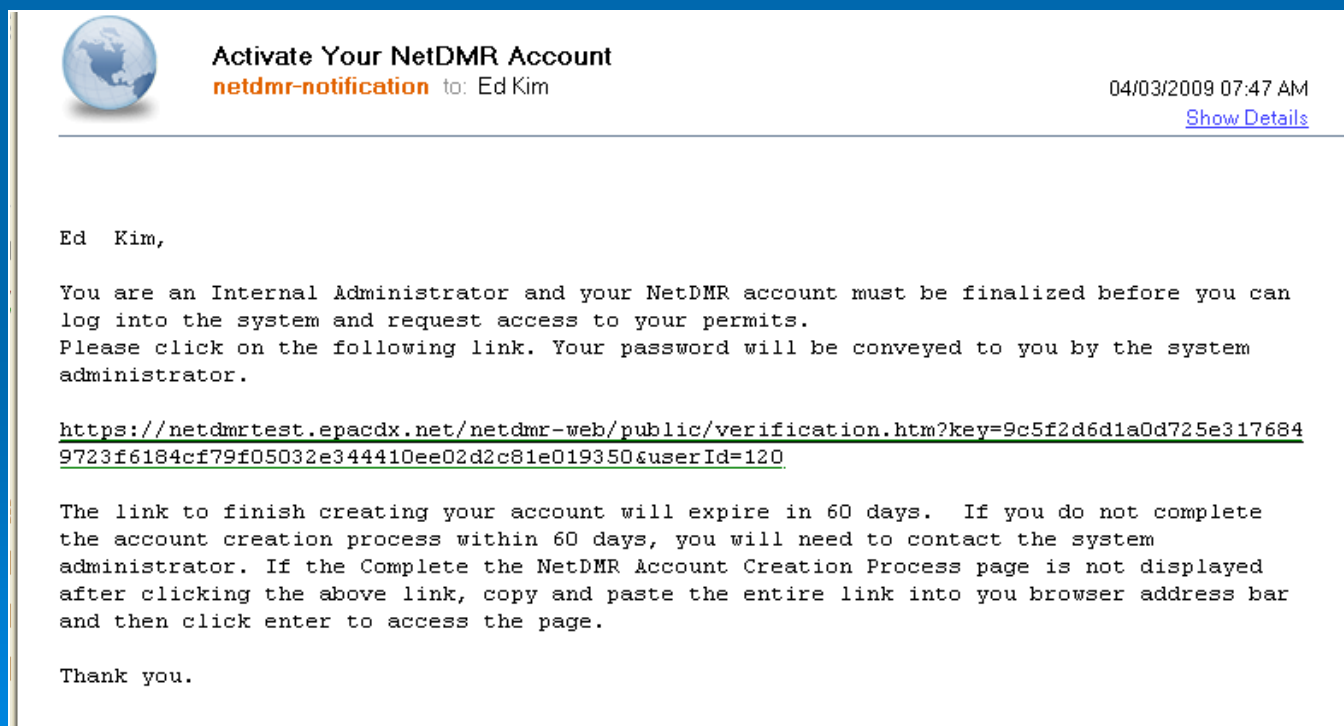 Activate Your NetDMR Account
netdmr-notification to: Ed Kim
04/03/2009 07:47 AM
Show Details
Ed  Kim,
You are an Internal Administrator and your NetDMR account must be finalized before you can
log into the system and request access to your permits.
Please click on the following link. Your password will be conveyed to you by the system
administrator.
https://netdmrtest.epacdx.net/netdmr-web/public/verification.htm?key=9c5f2d6d1a0d725e317684
9723f6184cf79f05032e344410ee02d2c81e019350&userId=120
The link to finish creating your account will expire in 60 days.  If you do not complete
the account creation process within 60 days, you will need to contact the system
administrator. If the Complete the NetDMR Account Creation Process page is not displayed
after clicking the above link, copy and paste the entire link into you browser address bar
and then click enter to access the page.
Thank you.